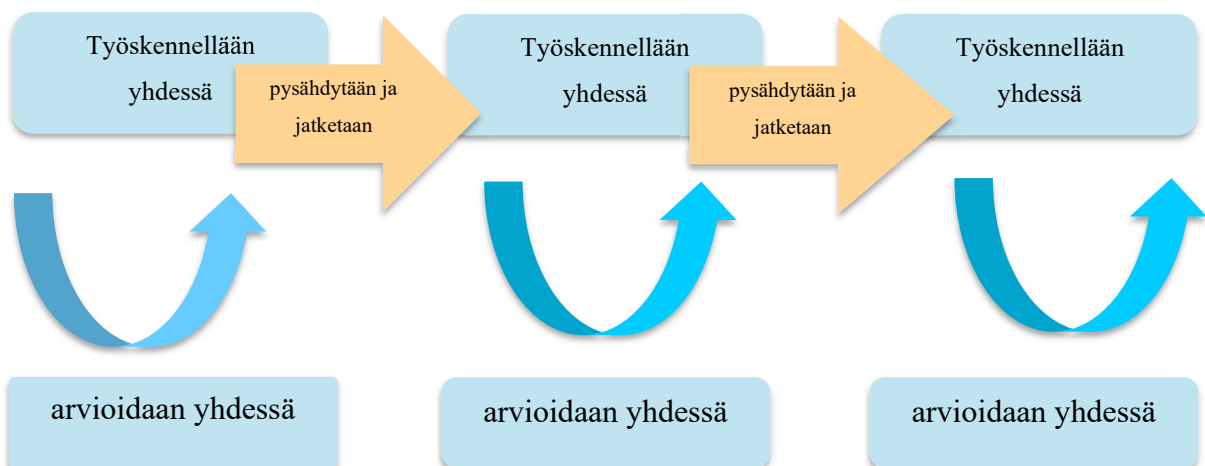 Työskennellään
yhdessä
pysähdytään ja
jatketaan
Työskennellään
yhdessä
pysähdytään ja
jatketaan
Työskennellään
yhdessä
arvioidaan yhdessä
arvioidaan yhdessä
arvioidaan yhdessä